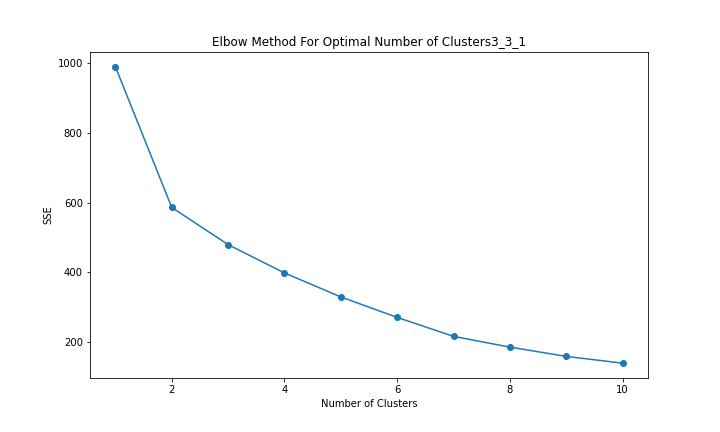 Elbow Method For Optimal Number of Clusters3_3_1
1000
800
600
400
200
SSE
2 4 6 8 10
Number of Clusters